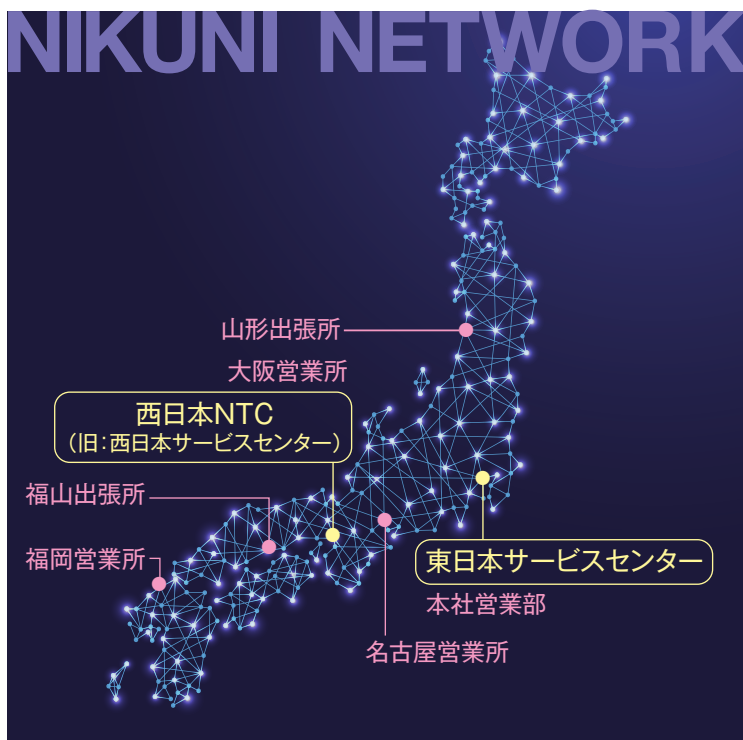 NIKUNI NETWORK
山形出張所
大阪営業所
西日本NTC
（旧：西日本サービスセンター）
福山出張所
福岡営業所
東日本サービスセンター
本社営業部
名古屋営業所